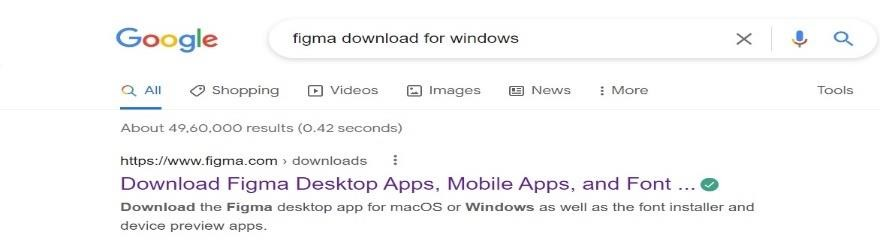 Google
figma download for windows
All Shopping Videos Images News More Tools
About 49,60,000 results (0.42 seconds)
https://www.figma.com › downloads
Download Figma Desktop Apps, Mobile Apps, and Font ...
Download the Figma desktop app for macOS or Windows as well as the font installer and
device preview apps.